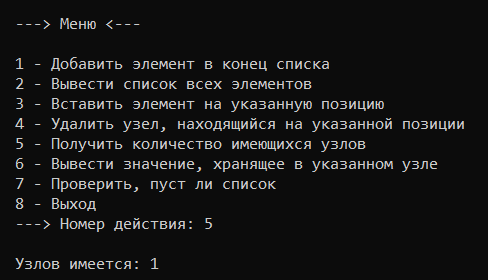 ---> Меню <---
1 - Добавить элемент в конец списка
2 - Вывести список всех элементов
3 - Вставить элемент на указанную позицию
4 - Удалить узел, находящийся на указанной позиции
5 - Получить количество имеющихся узлов
6 - Вывести значение, хранящее в указанном узле
7 - Проверить, пуст ли список
8 - Выход
---> Номер действия: 5
Узлов имеется: 1